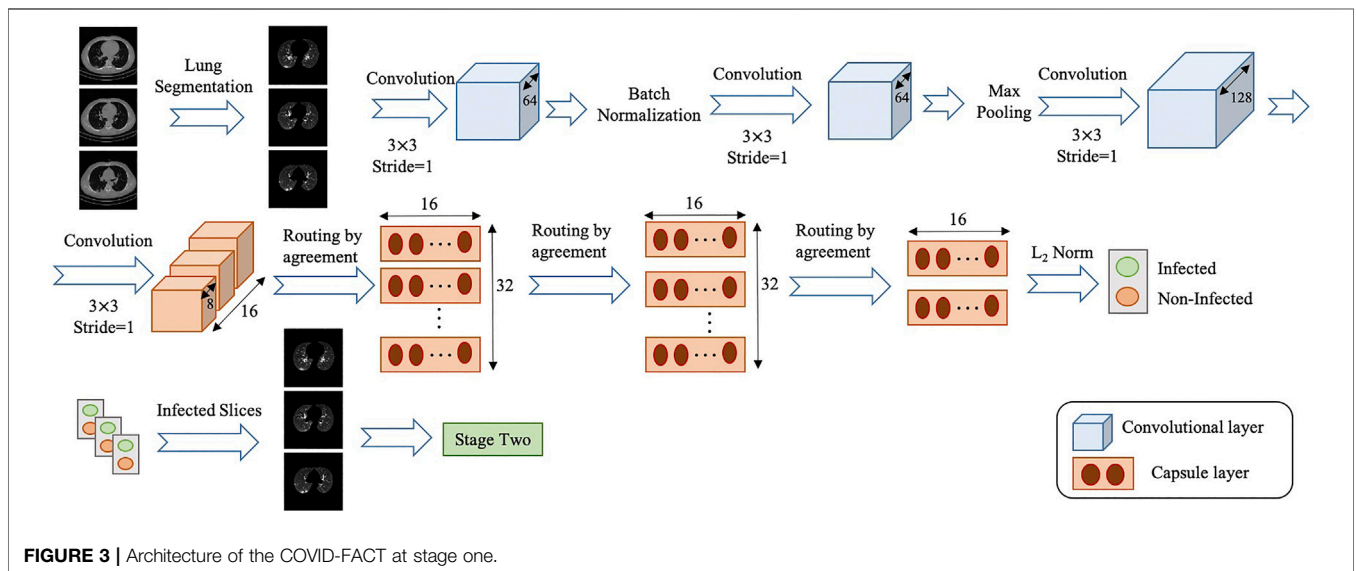 Lung
Segmentation
Convolution
3×3
Stride=1
64
Batch
Normalization
Convolution
3×3
Stride=1
64
Max
Pooling
Convolution
3×3
Stride=1
128
Convolution
3×3
Stride=1
8
16
Routing by
agreement
16
32
Routing by
agreement
16
32
Routing by
agreement
16
L₂ Norm
Infected
Non-Infected
Infected Slices
Stage Two
Convolutional layer
Capsule layer
FIGURE 3 | Architecture of the COVID-FACT at stage one.